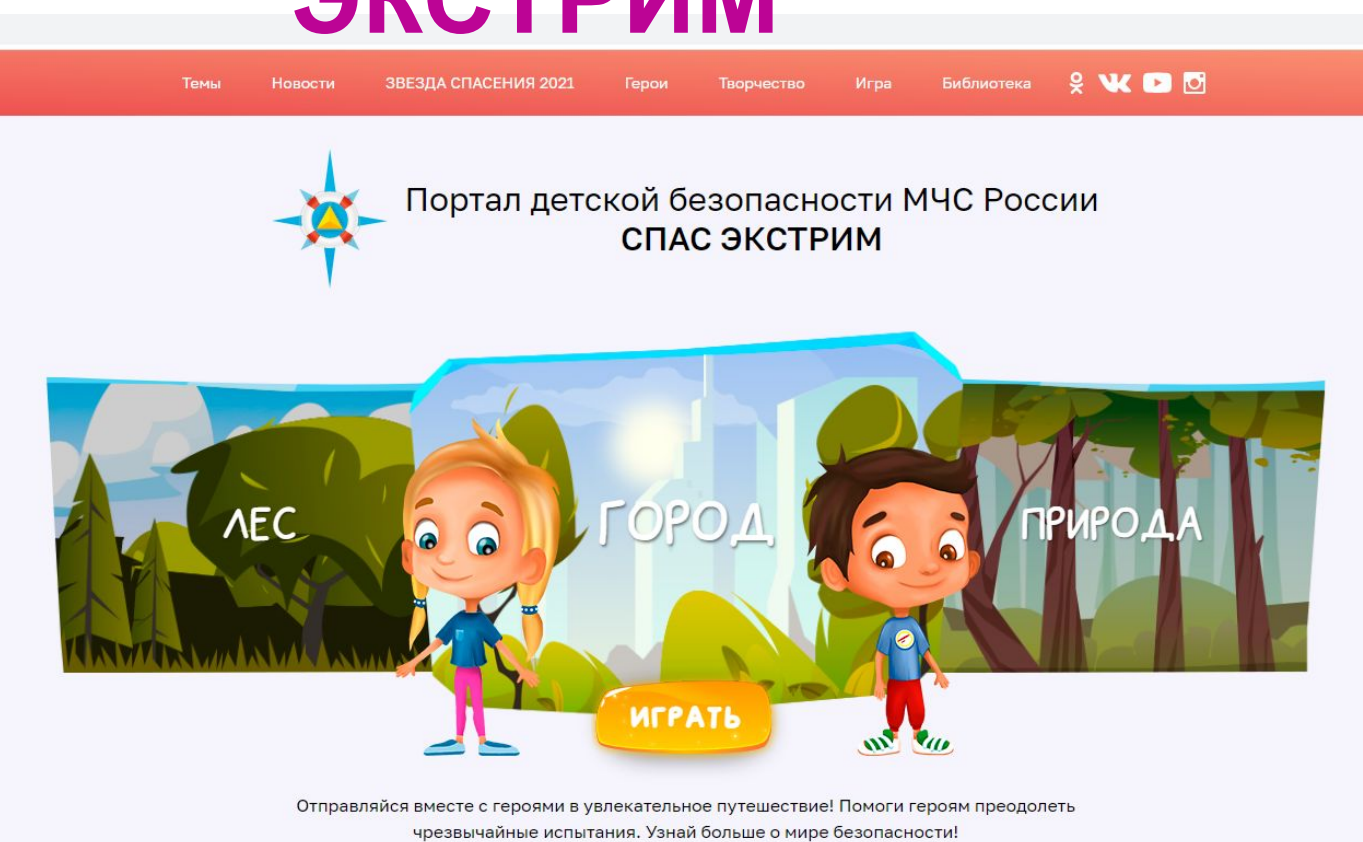 ЭКСТРИМ
Темы Новости ЗВЕЗДА СПАСЕНИЯ 2021 Герои Творчество Игра Библиотека
Портал детской безопасности МЧС России
СПАС ЭКСТРИМ
ЛЕС ГОРОД ПРИРОДА
ИГРАТЬ
Отправляйся вместе с героями в увлекательное путешествие! Помоги героям преодолеть
чрезвычайные испытания. Узнай больше о мире безопасности!